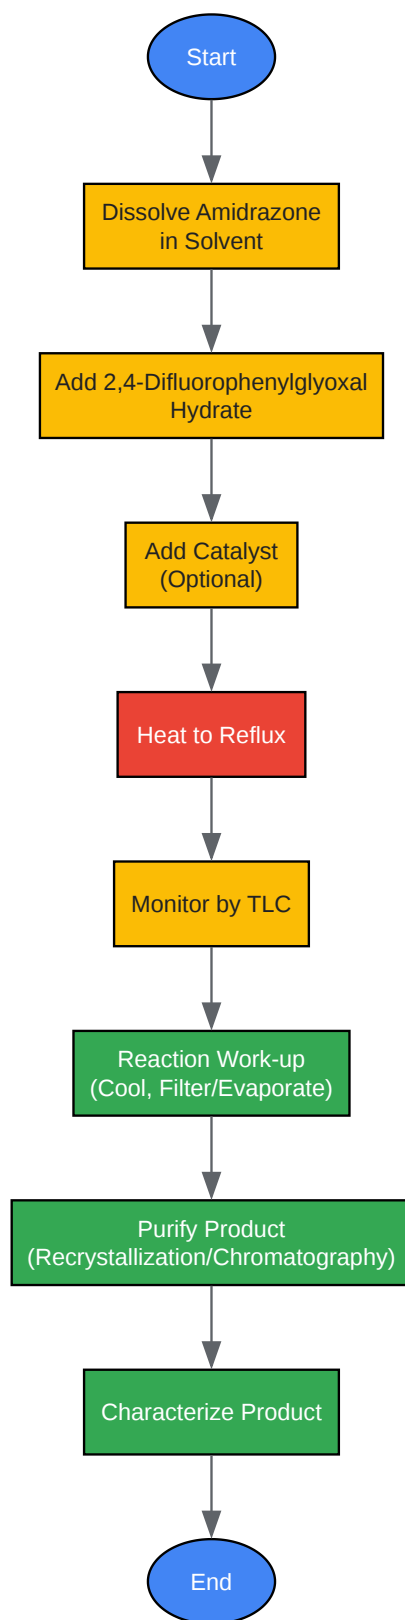 Start
Dissolve Amidrazone
in Solvent
Add 2,4-Difluorophenylglyoxal
Hydrate
Add Catalyst
(Optional)
Heat to Reflux
Monitor by TLC
Reaction Work-up
(Cool, Filter/Evaporate)
Purify Product
(Recrystallization/Chromatography)
Characterize Product
End